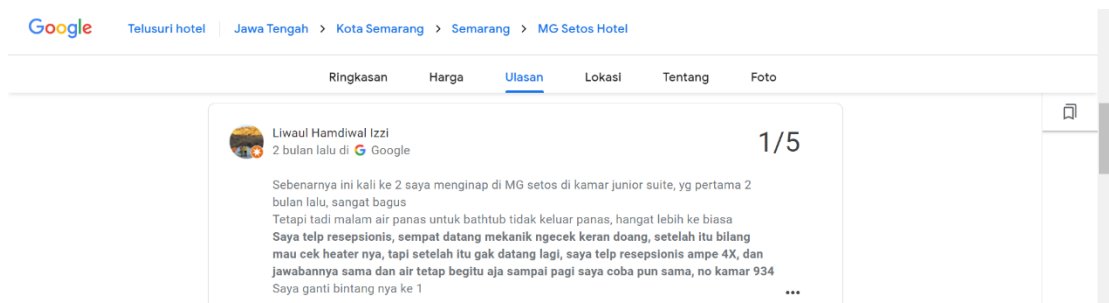 Google Telusuri hotel Jawa Tengah > Kota Semarang > Semarang > MG Setos Hotel
Ringkasan Harga Ulasan Lokasi Tentang Foto
Liwaul Hamdiwal Izzi
2 bulan lalu di Google
1/5
Sebenarnya ini kali ke 2 saya menginap di MG setos di kamar junior suite, yg pertama 2
bulan lalu, sangat bagus
Tetapi tadi malam air panas untuk bathtub tidak keluar panas, hangat lebih ke biasa
Saya telp resepsionis, sempat datang mekanik ngecek keran doang, setelah itu bilang
mau cek heater nya, tapi setelah itu gak datang lagi, saya telp resepsionis ampe 4X, dan
jawabannya sama dan air tetap begitu aja sampai pagi saya coba pun sama, no kamar 934
Saya ganti bintang nya ke 1